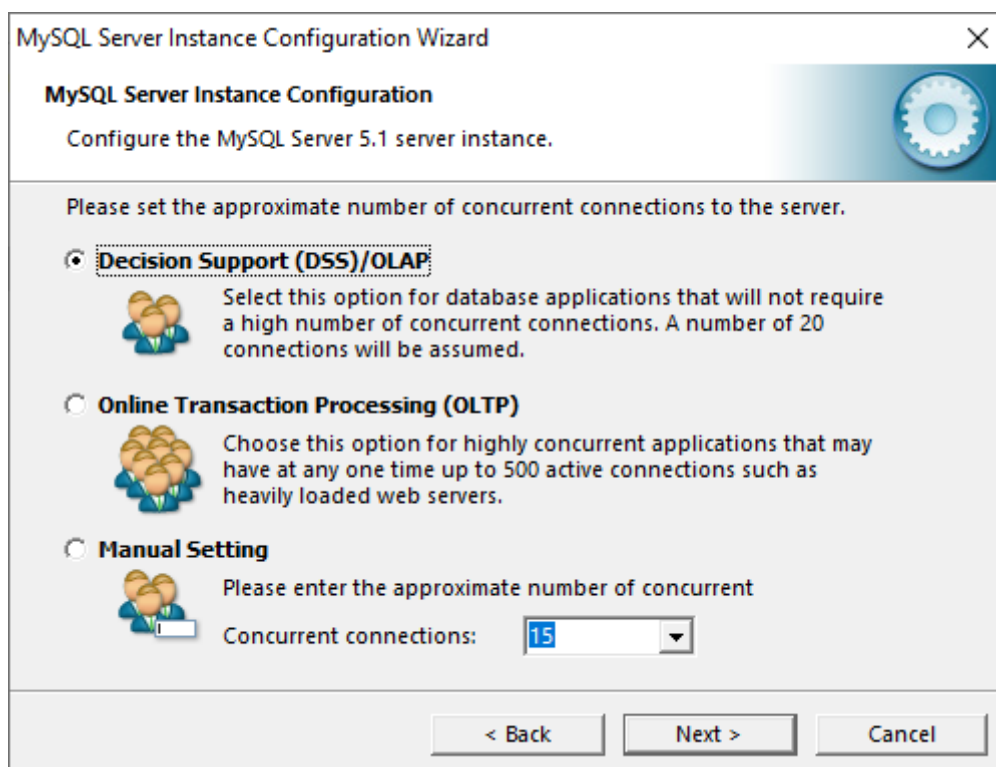 MySQL Server Instance Configuration Wizard
MySQL Server Instance Configuration
Configure the MySQL Server 5.1 server instance.
Please set the approximate number of concurrent connections to the server.
Decision Support (DSS)/OLAP
Select this option for database applications that will not require
a high number of concurrent connections. A number of 20
connections will be assumed.
Online Transaction Processing (OLTP)
Choose this option for highly concurrent applications that may
have at any one time up to 500 active connections such as
heavily loaded web servers.
Manual Setting
Please enter the approximate number of concurrent
Concurrent connections: 15
< Back Next > Cancel